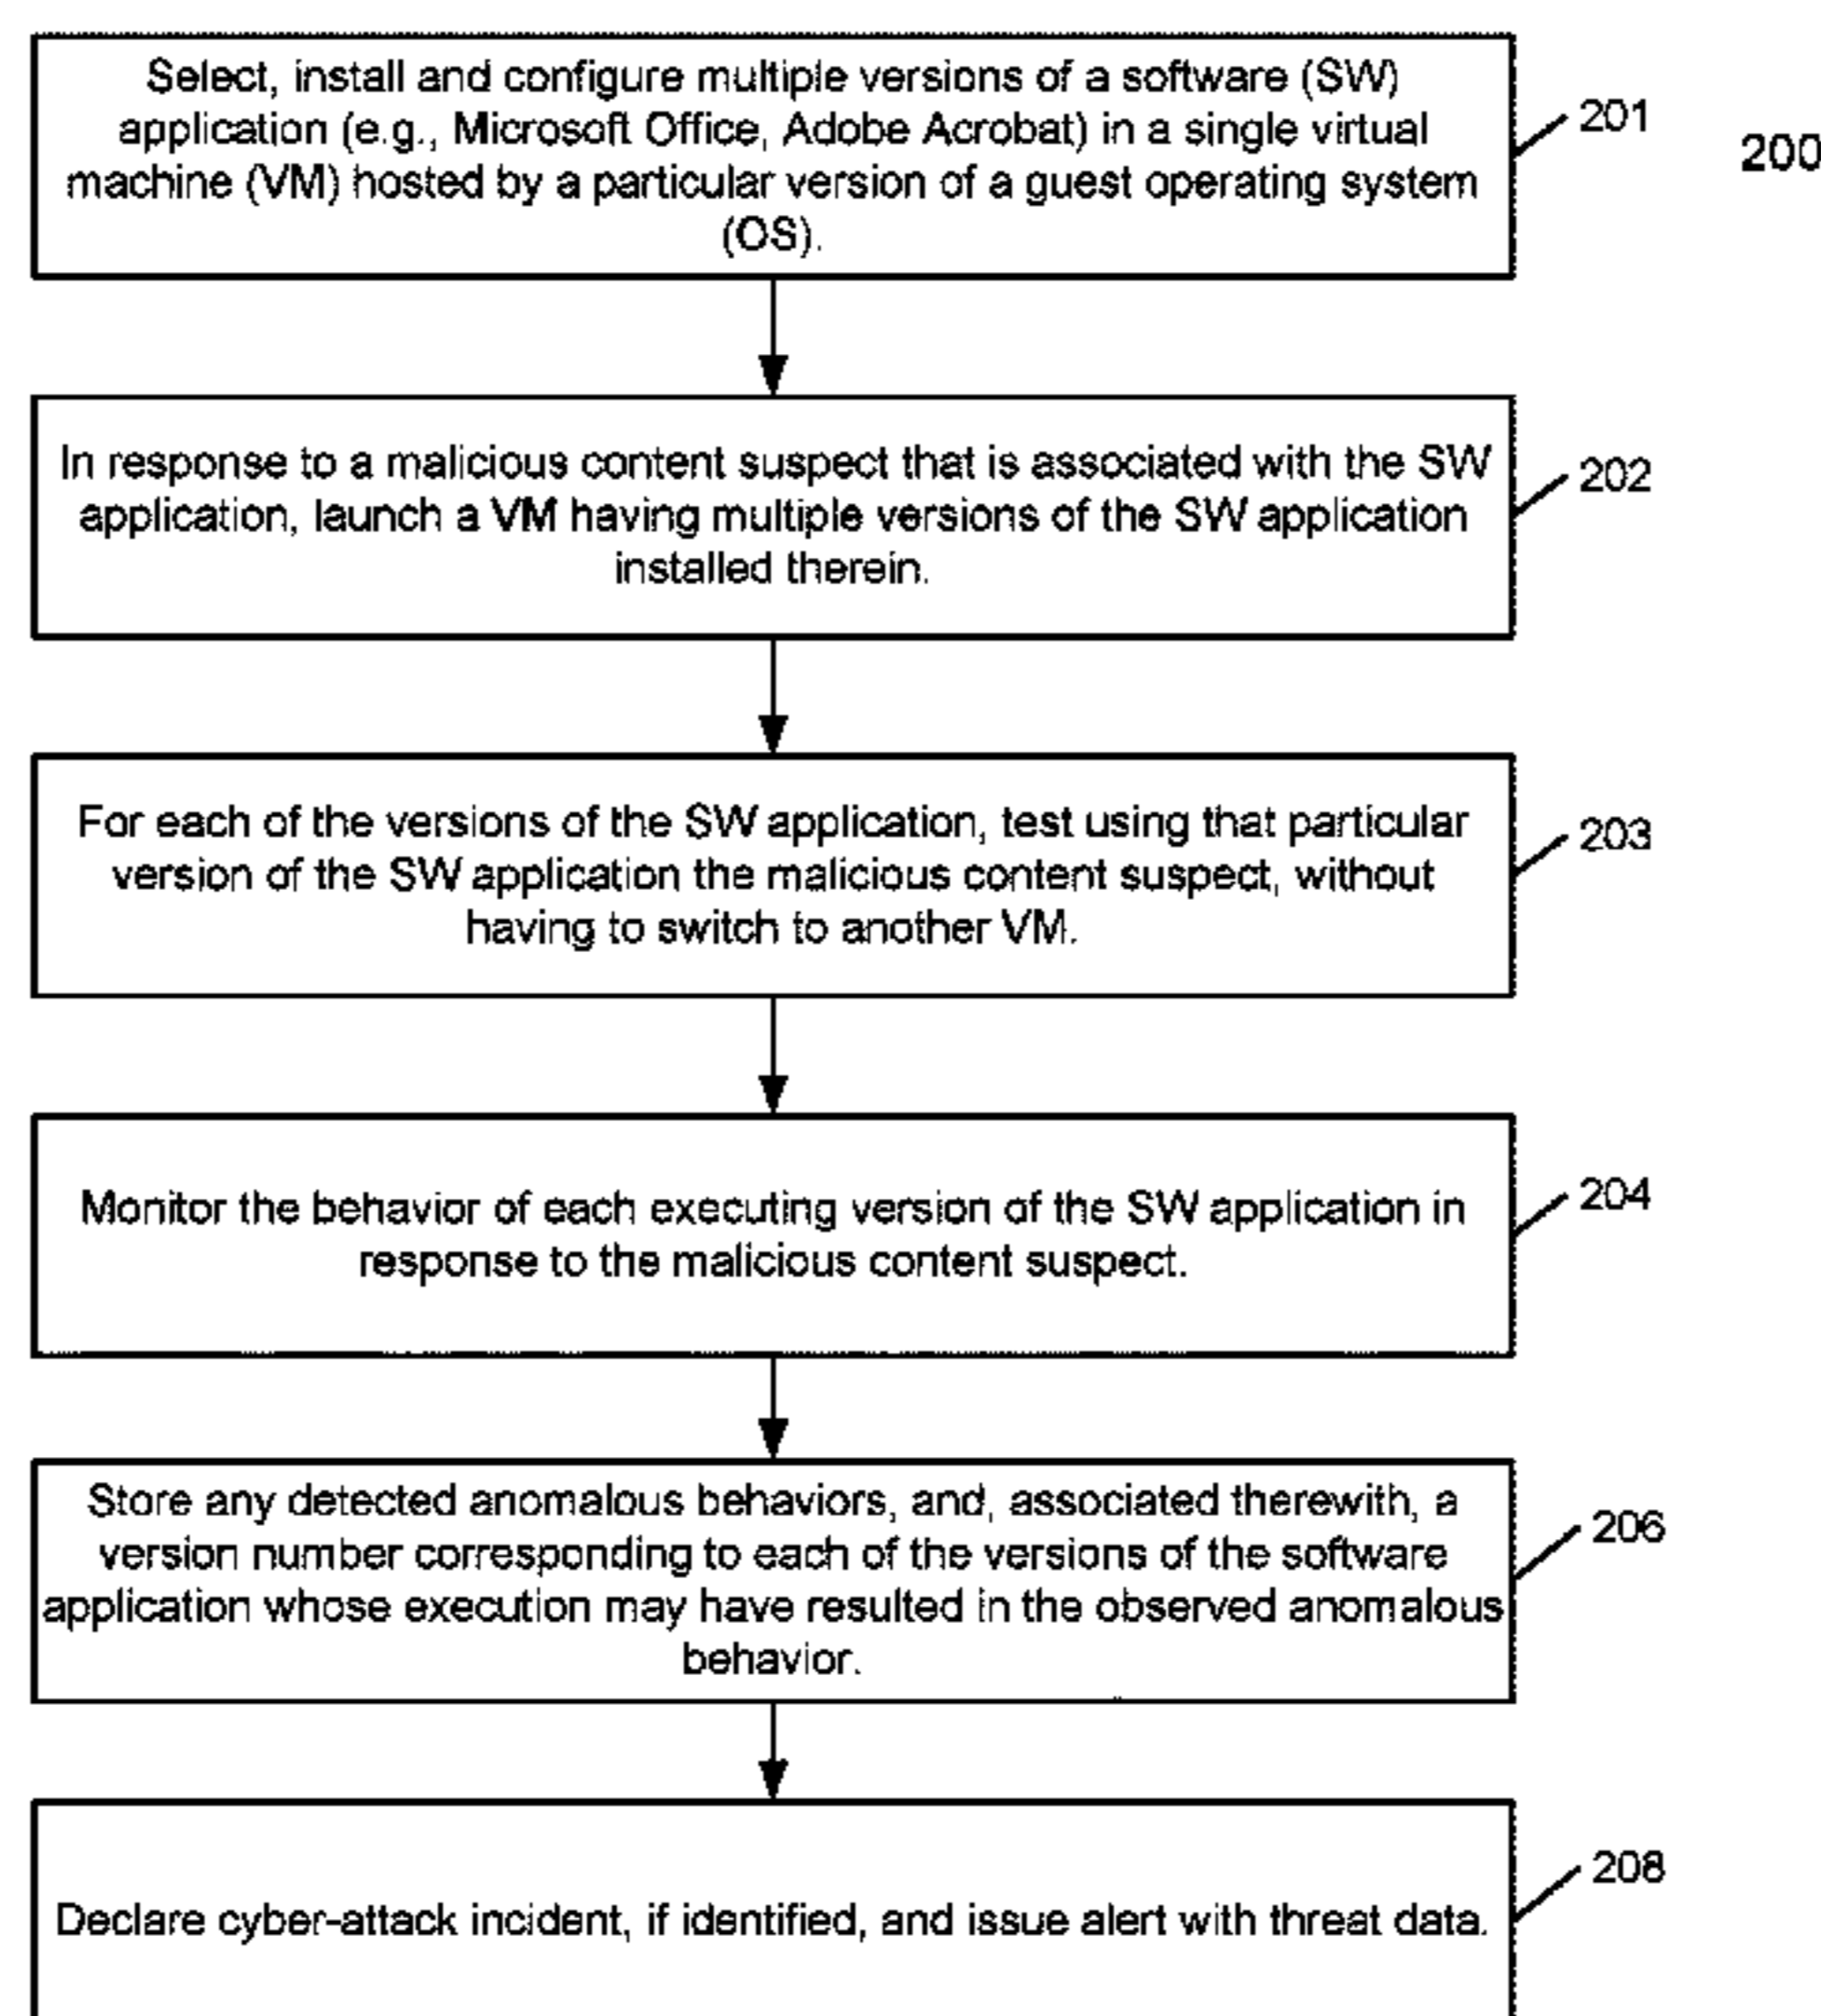 Select, install and configure multiple versions of a software (SW)
application (e.g., Microsoft Office, Adobe Acrobat) in a single virtual
machine (VM) hosted by a particular version of a guest operating system
(OS).
201
200
In response to a malicious content suspect that is associated with the SW
application, launch a VM having multiple versions of the SW application
installed therein.
202
For each of the versions of the SW application, test using that particular
version of the SW application the malicious content suspect, without
having to switch to another VM.
203
Monitor the behavior of each executing version of the SW application in
response to the malicious content suspect.
204
Store any detected anomalous behaviors, and, associated therewith, a
version number corresponding to each of the versions of the software
application whose execution may have resulted in the observed anomalous
behavior.
206
Declare cyber-attack incident, if identified, and issue alert with threat data.
208